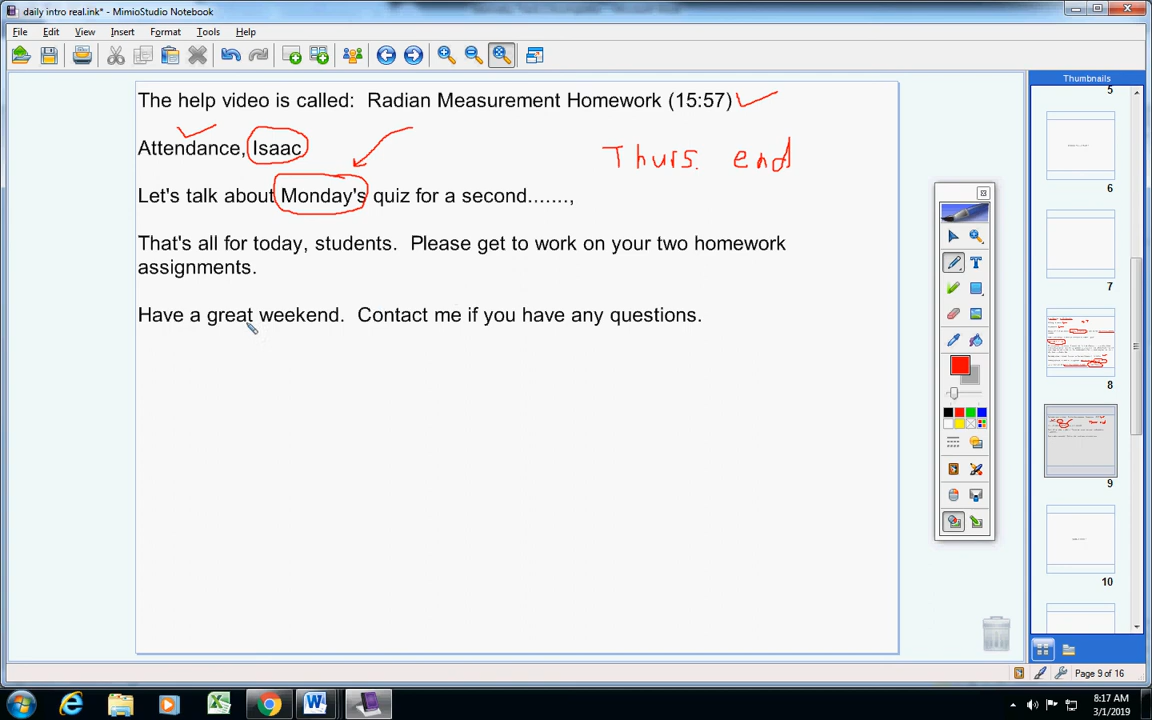 daily intro real.ink* - MimioStudio Notebook
File Edit View Insert Format Tools Help
The help video is called: Radian Measurement Homework (15:57)
Attendance, Isaac
Thurs. end
Let's talk about Monday's quiz for a second.......,
That's all for today, students. Please get to work on your two homework
assignments.
Have a great weekend. Contact me if you have any questions.
Thumbnails
5
6
7
8
9
10
Page 9 of 16
8:17 AM
3/1/2019